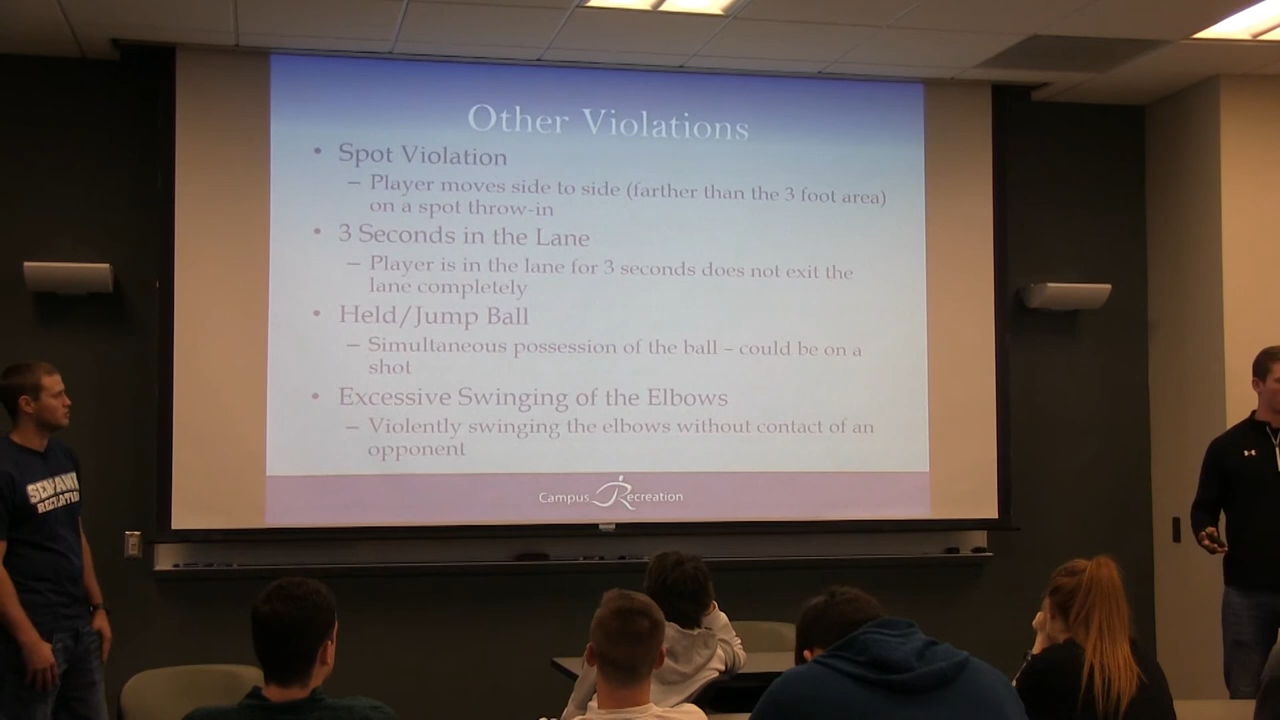 Other Violations
• Spot Violation
– Player moves side to side (farther than the 3 foot area)
on a spot throw-in
• 3 Seconds in the Lane
– Player is in the lane for 3 seconds does not exit the
lane completely
• Held/Jump Ball
– Simultaneous possession of the ball – could be on a
shot
• Excessive Swinging of the Elbows
– Violently swinging the elbows without contact of an
opponent
Campus Recreation
SEAHAWK
RECREATION